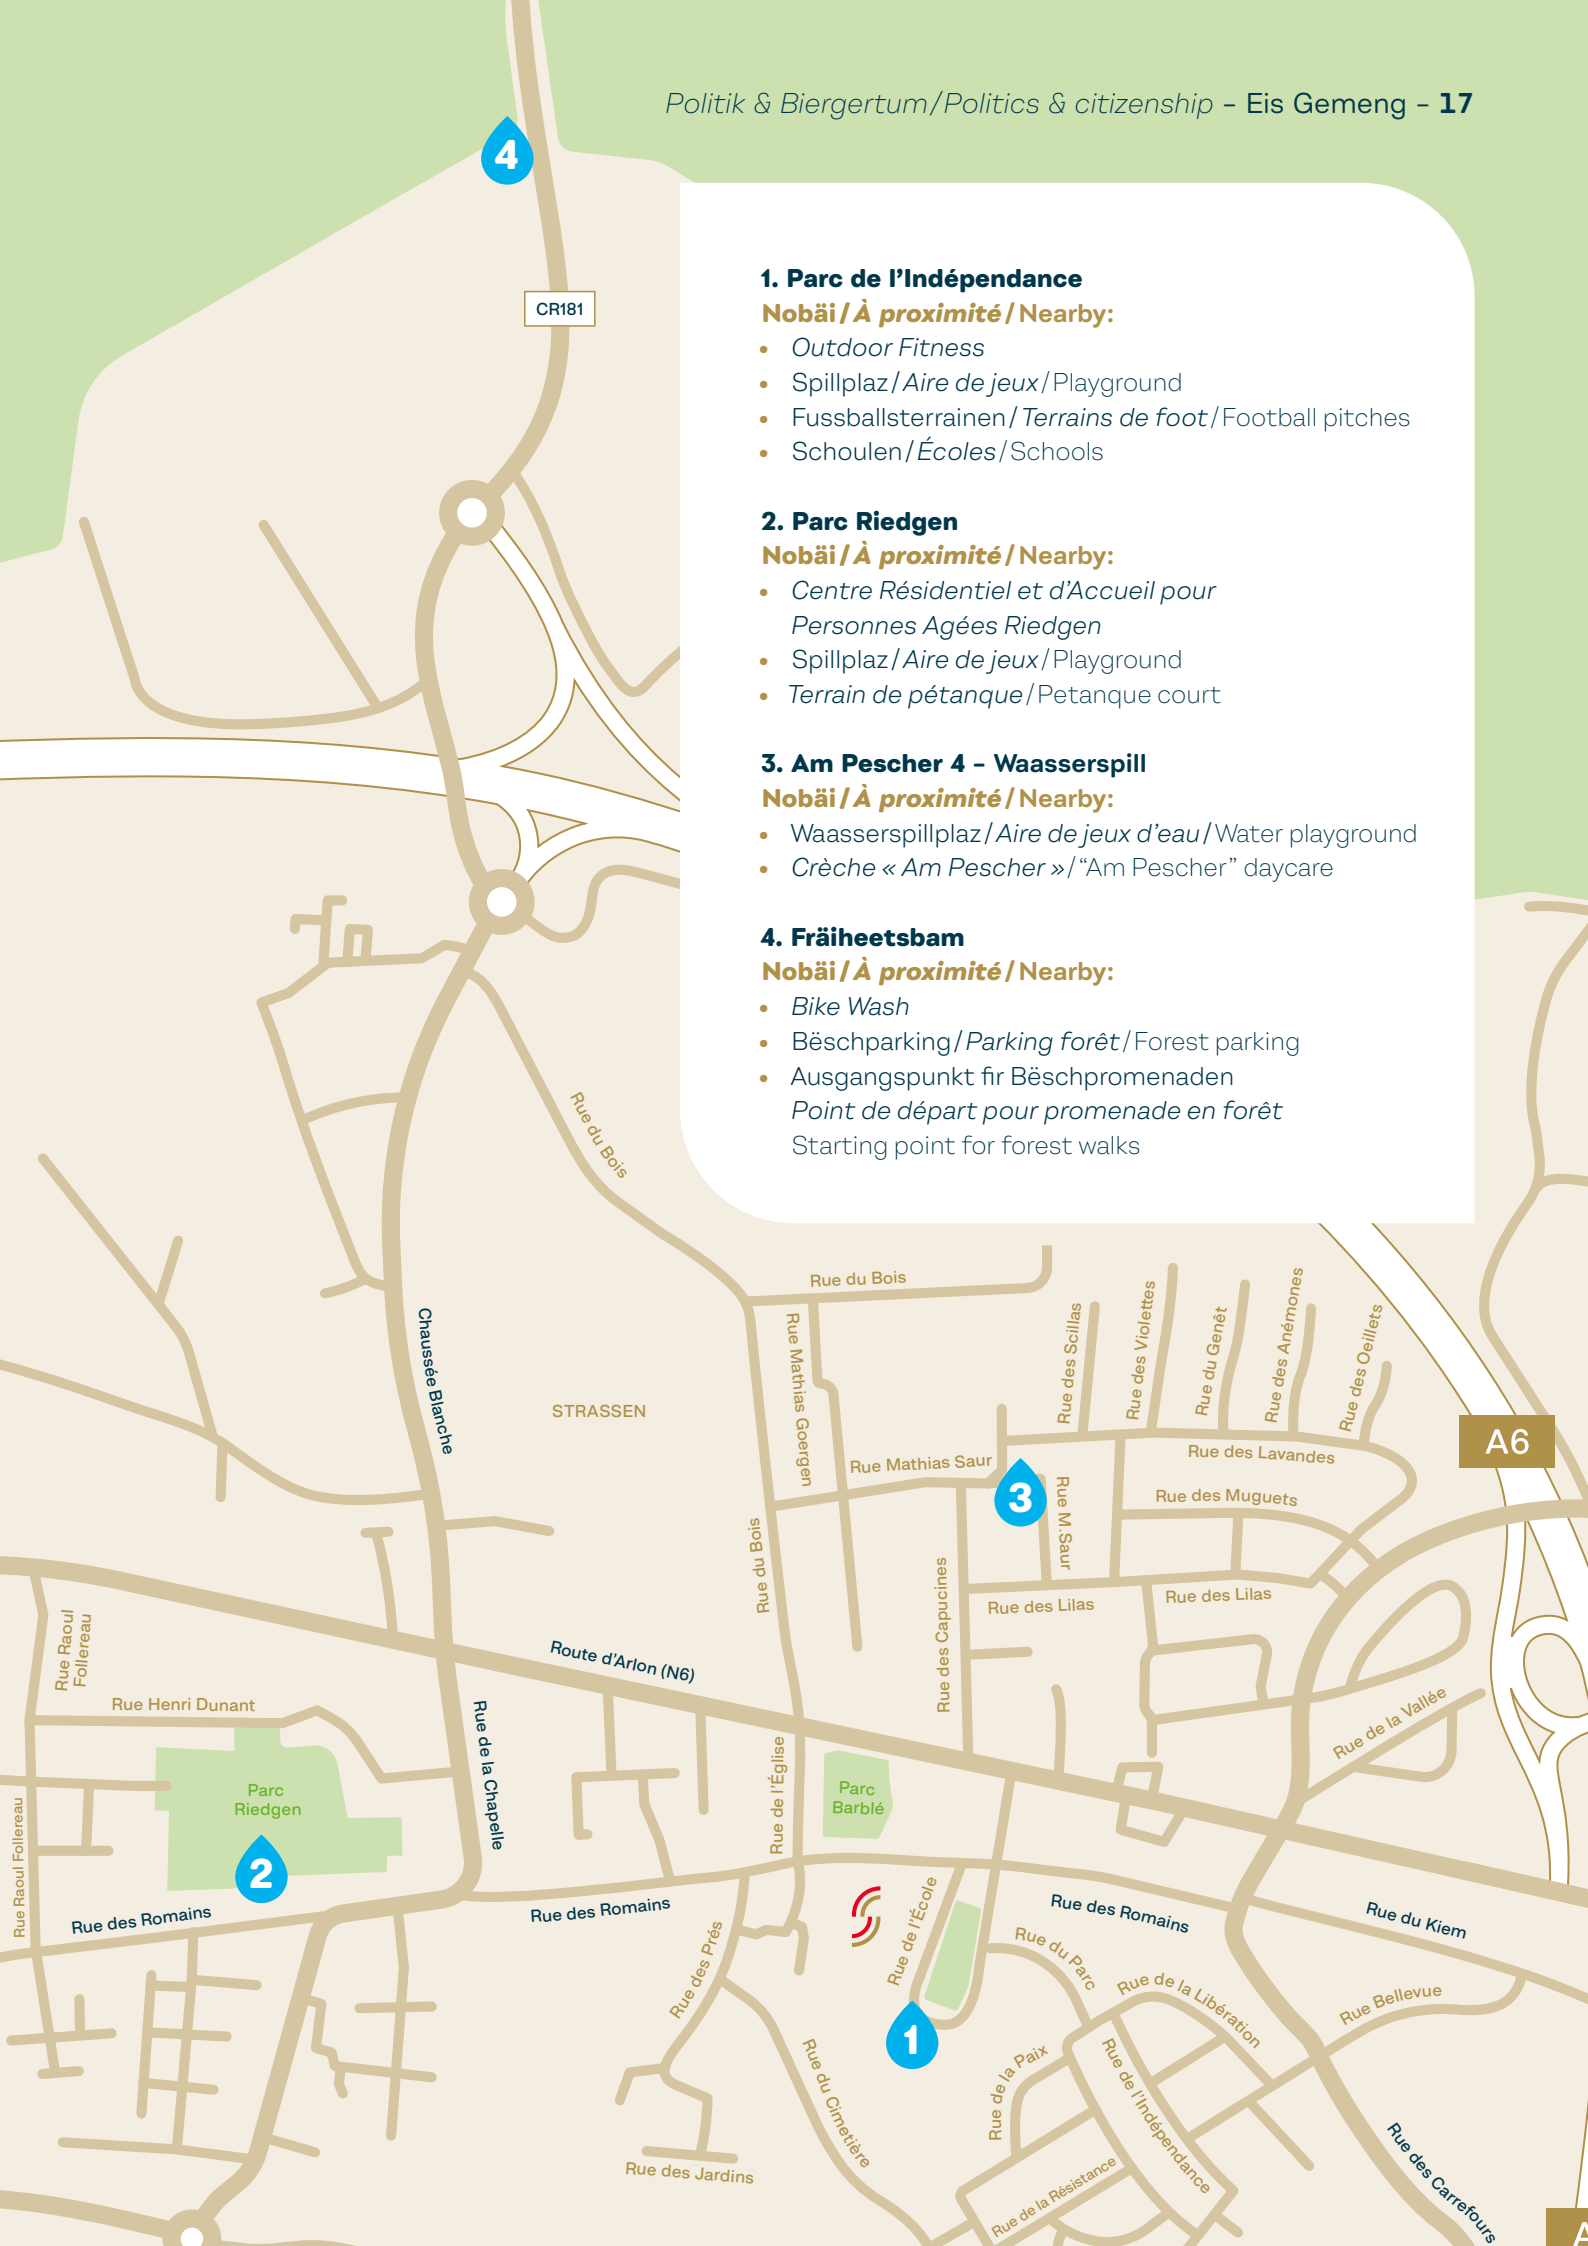 Politik & Biergertum/Politics & citizenship – Eis Gemeng – 17
4
CR181
1. Parc de l’Indépendance
Nobäi/À proximité/Nearby:
• Outdoor Fitness
• Spillplaz/Aire de jeux/Playground
• Fussballsterrainen/Terrains de foot/Football pitches
• Schoulen/Écoles/Schools
2. Parc Riedgen
Nobäi/À proximité/Nearby:
• Centre Résidentiel et d’Accueil pour
Personnes Agées Riedgen
• Spillplaz/Aire de jeux/Playground
• Terrain de pétanque/Petanque court
3. Am Pescher 4 – Waasserspill
Nobäi/À proximité/Nearby:
• Waasserspillplaz/Aire de jeux d’eau/Water playground
• Crèche « Am Pescher »/“Am Pescher” daycare
4. Fräiheetsbam
Nobäi/À proximité/Nearby:
• Bike Wash
• Bëschparking/Parking forêt/Forest parking
• Ausgangspunkt fir Bëschpromenaden
Point de départ pour promenade en forêt
Starting point for forest walks
Rue du Bois
Rue du Bois
Chaussée Blanche
Rue Mathias Goergen
Rue des Scillas
Rue des Violettes
Rue du Genêt
Rue des Anémones
Rue des Oeillets
STRASSEN
A6
Rue Mathias Saur
Rue des Lavandes
3
Rue M.Saur
Rue des Muguets
Rue du Bois
Rue des Capucines
Rue des Lilas
Rue des Lilas
Rue Raoul
Follereau
Route d’Arlon (N6)
Rue Henri Dunant
Rue de la Chapelle
Rue de l’Église
Rue de la Vallée
Parc
Riedgen
Parc
Barblé
Rue Raoul Follereau
2
Rue des Romains
Rue des Romains
Rue des Romains
Rue du Kiem
Rue des Prés
Rue de l’École
Rue du Parc
Rue de la Libération
Rue Bellevue
1
Rue du Cimetière
Rue de la Paix
Rue de l’Indépendance
Rue des Jardins
Rue de la Résistance
Rue des Carrefours
A